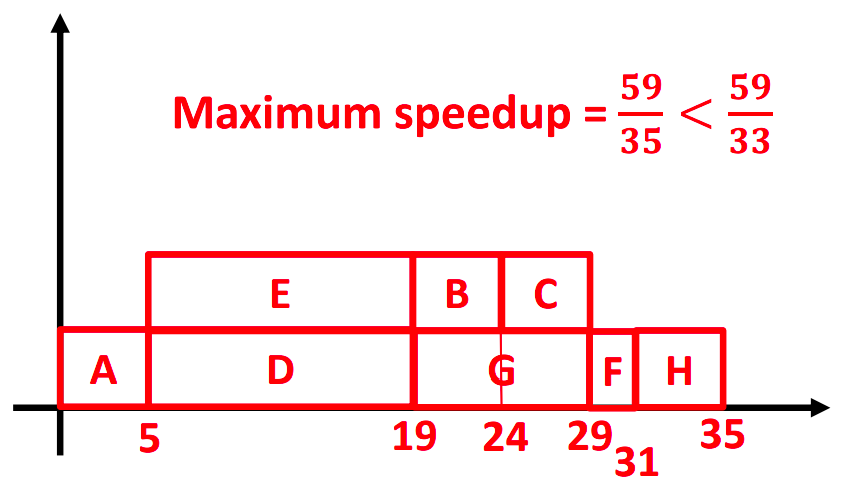 Maximum speedup = 59/35 < 59/33
E B C
A D G F H
5 19 24 29 31 35